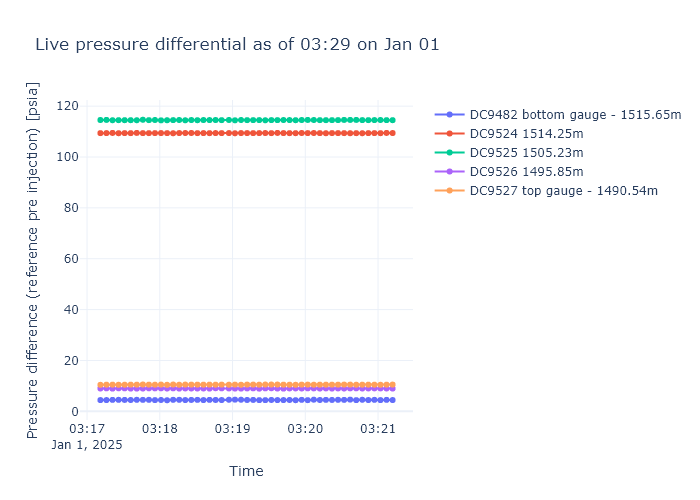 Live pressure differential as of 03:29 on Jan 01
Pressure difference (reference pre injection) [psia]
120
100
80
60
40
20
0
03:17
Jan 1, 2025
03:18
03:19
03:20
03:21
Time
DC9482 bottom gauge - 1515.65m
DC9524 1514.25m
DC9525 1505.23m
DC9526 1495.85m
DC9527 top gauge - 1490.54m